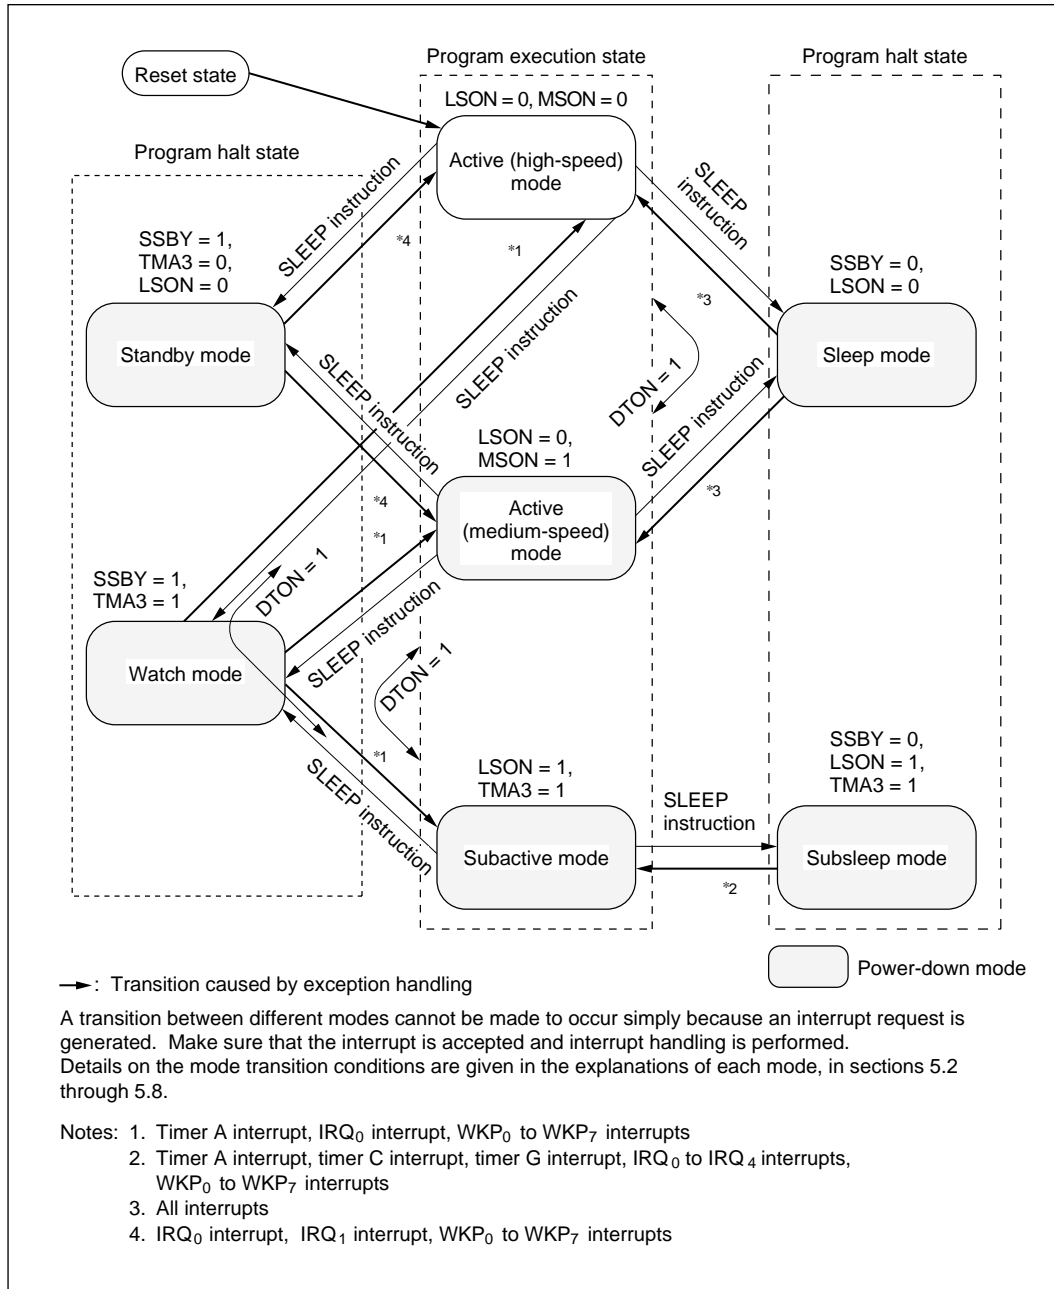 Program execution state
Program halt state
Reset state
LSON = 0, MSON = 0
Program halt state
Active (high-speed)
mode
SLEEP instruction
SLEEP
instruction
*4
*1
SSBY = 1,
TMA3 = 0,
LSON = 0
SSBY = 0,
LSON = 0
*3
Standby mode
Sleep mode
SLEEP instruction
SLEEP instruction
DTON = 1
SLEEP instruction
LSON = 0,
MSON = 1
*4
*3
Active
(medium-speed)
mode
*1
SSBY = 1,
TMA3 = 1
DTON = 1
SLEEP instruction
Watch mode
DTON = 1
*1
SLEEP instruction
LSON = 1,
TMA3 = 1
SSBY = 0,
LSON = 1,
TMA3 = 1
SLEEP
instruction
Subactive mode
Subsleep mode
*2
Power-down mode
: Transition caused by exception handling
A transition between different modes cannot be made to occur simply because an interrupt request is
generated. Make sure that the interrupt is accepted and interrupt handling is performed.
Details on the mode transition conditions are given in the explanations of each mode, in sections 5.2
through 5.8.
Notes: 1. Timer A interrupt, IRQ0 interrupt, WKP0 to WKP7 interrupts
2. Timer A interrupt, timer C interrupt, timer G interrupt, IRQ0 to IRQ4 interrupts,
WKP0 to WKP7 interrupts
3. All interrupts
4. IRQ0 interrupt, IRQ1 interrupt, WKP0 to WKP7 interrupts